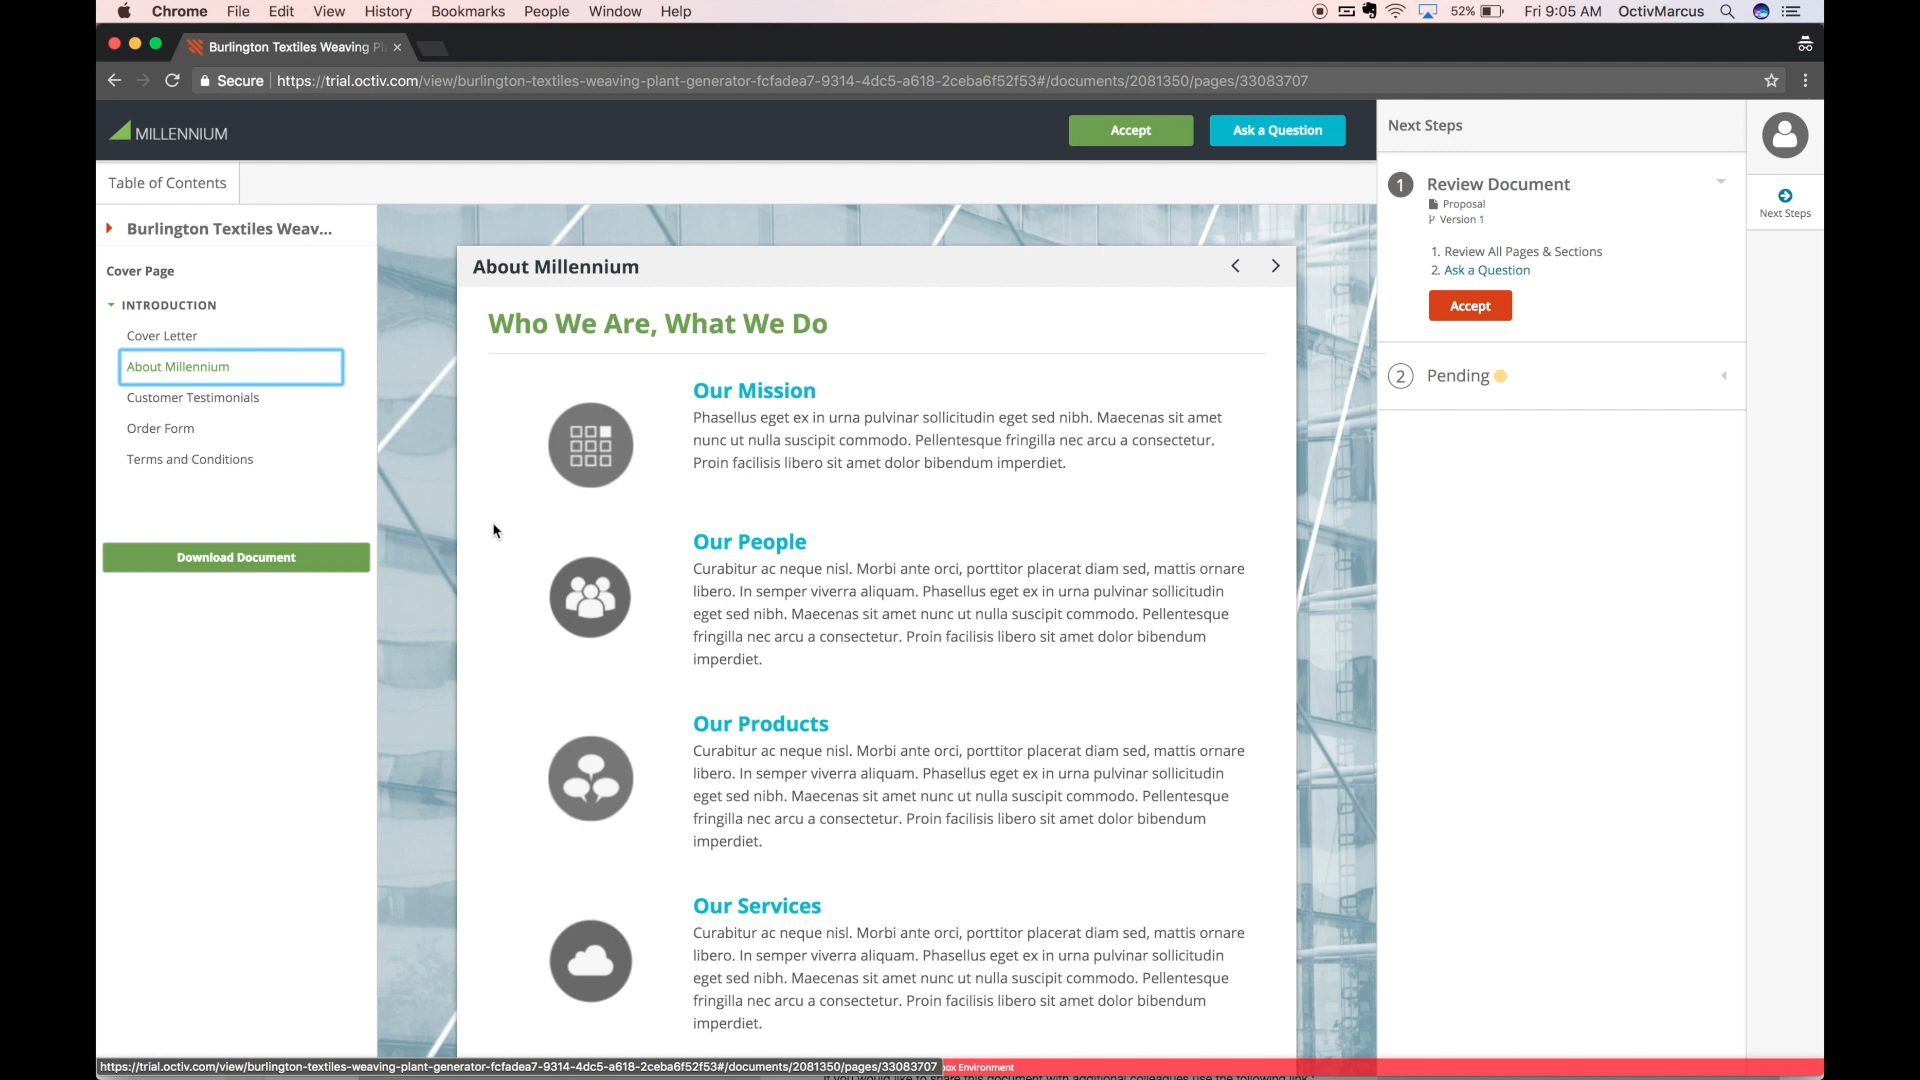 Chrome File Edit View History Bookmarks People Window Help 52% Fri 9:05 AM OctivMarcus
Burlington Textiles Weaving Pl
Secure https://trial.octiv.com/view/burlington-textiles-weaving-plant-generator-fcfadea7-9314-4dc5-a618-2ceba6f52f53#/documents/2081350/pages/33083707
MILLENNIUM
Accept
Ask a Question
Table of Contents
Burlington Textiles Weav...
Cover Page
INTRODUCTION
Cover Letter
About Millennium
Customer Testimonials
Order Form
Terms and Conditions
Download Document
About Millennium
Who We Are, What We Do
Our Mission
Phasellus eget ex in urna pulvinar sollicitudin eget sed nibh. Maecenas sit amet
nunc ut nulla suscipit commodo. Pellentesque fringilla nec arcu a consectetur.
Proin facilisis libero sit amet dolor bibendum imperdiet.
Our People
Curabitur ac neque nisl. Morbi ante orci, porttitor placerat diam sed, mattis ornare
libero. In semper viverra aliquam. Phasellus eget ex in urna pulvinar sollicitudin
eget sed nibh. Maecenas sit amet nunc ut nulla suscipit commodo. Pellentesque
fringilla nec arcu a consectetur. Proin facilisis libero sit amet dolor bibendum
imperdiet.
Our Products
Curabitur ac neque nisl. Morbi ante orci, porttitor placerat diam sed, mattis ornare
libero. In semper viverra aliquam. Phasellus eget ex in urna pulvinar sollicitudin
eget sed nibh. Maecenas sit amet nunc ut nulla suscipit commodo. Pellentesque
fringilla nec arcu a consectetur. Proin facilisis libero sit amet dolor bibendum
imperdiet.
Our Services
Curabitur ac neque nisl. Morbi ante orci, porttitor placerat diam sed, mattis ornare
libero. In semper viverra aliquam. Phasellus eget ex in urna pulvinar sollicitudin
eget sed nibh. Maecenas sit amet nunc ut nulla suscipit commodo. Pellentesque
fringilla nec arcu a consectetur. Proin facilisis libero sit amet dolor bibendum
imperdiet.
Next Steps
1 Review Document
Proposal
Version 1
1. Review All Pages & Sections
2. Ask a Question
Accept
2 Pending
Next Steps
https://trial.octiv.com/view/burlington-textiles-weaving-plant-generator-fcfadea7-9314-4dc5-a618-2ceba6f52f53#/documents/2081350/pages/33083707 box Environment